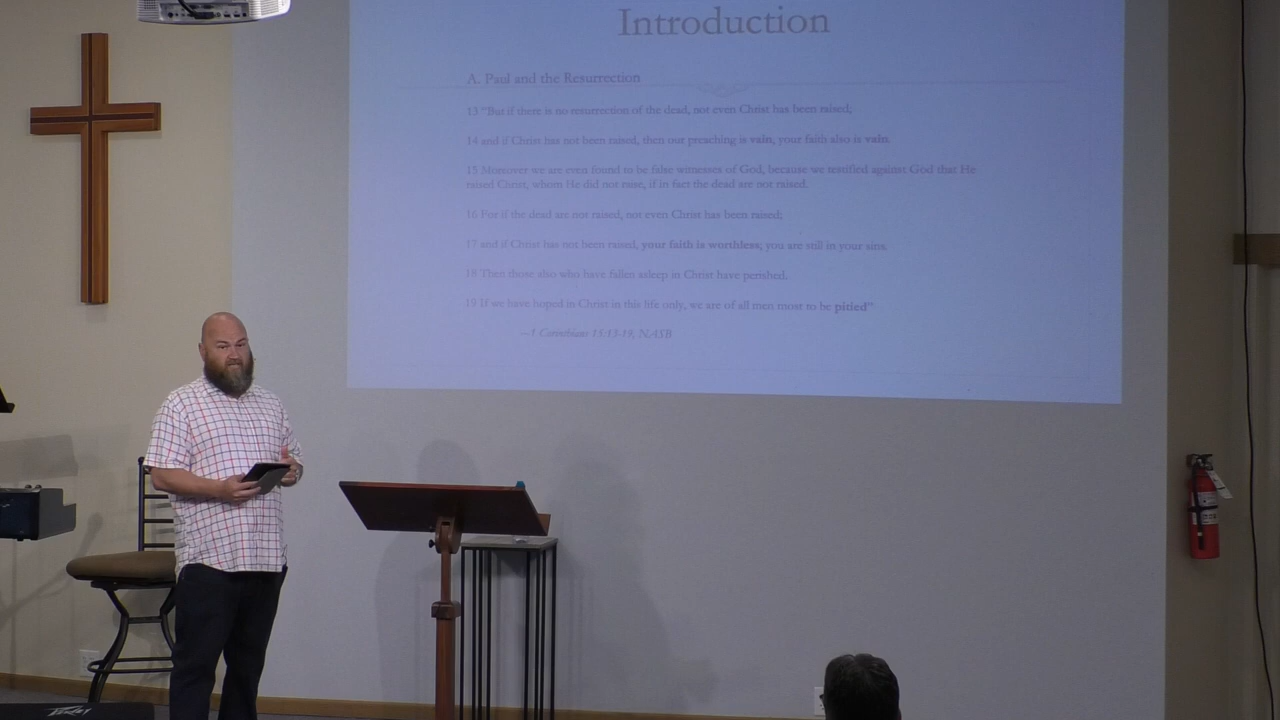 Introduction
A. Paul and the Resurrection
13 "But if there is no resurrection of the dead, not even Christ has been raised;
14 and if Christ has not been raised, then our preaching is vain, your faith also is vain.
15 Moreover we are even found to be false witnesses of God, because we testified against God that He
raised Christ, whom He did not raise, if in fact the dead are not raised.
16 For if the dead are not raised, not even Christ has been raised;
17 and if Christ has not been raised, your faith is worthless; you are still in your sins.
18 Then those also who have fallen asleep in Christ have perished.
19 If we have hoped in Christ in this life only, we are of all men most to be pitied"
—1 Corinthians 15:13-19, NASB
Peavey